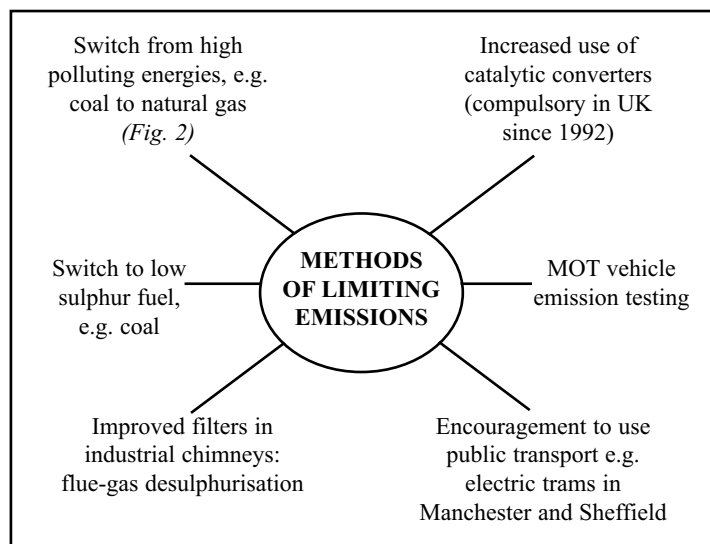 Switch from high
polluting energies, e.g.
coal to natural gas
(Fig. 2)
Increased use of
catalytic converters
(compulsory in UK
since 1992)
Switch to low
sulphur fuel,
e.g. coal
METHODS
OF LIMITING
EMISSIONS
MOT vehicle
emission testing
Improved filters in
industrial chimneys:
flue-gas desulphurisation
Encouragement to use
public transport e.g.
electric trams in
Manchester and Sheffield